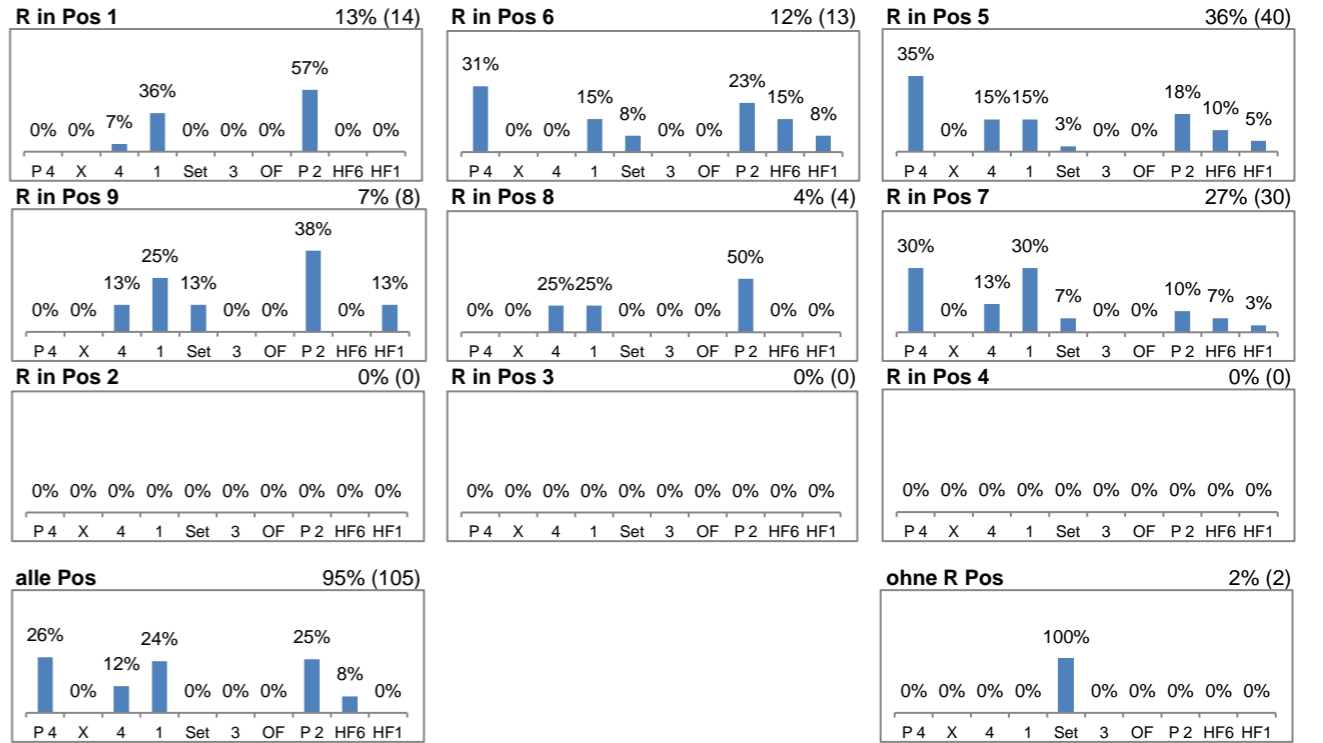 R in Pos 1 13% (14)
0% 0% 7% 36% 0% 0% 0% 57% 0% 0%
P 4 X 4 1 Set 3 OF P 2 HF6 HF1
R in Pos 6 12% (13)
31% 0% 0% 15% 8% 0% 0% 23% 15% 8%
P 4 X 4 1 Set 3 OF P 2 HF6 HF1
R in Pos 5 36% (40)
35% 0% 15% 15% 3% 0% 0% 18% 10% 5%
P 4 X 4 1 Set 3 OF P 2 HF6 HF1
R in Pos 9 7% (8)
0% 0% 13% 25% 13% 0% 0% 38% 0% 13%
P 4 X 4 1 Set 3 OF P 2 HF6 HF1
R in Pos 8 4% (4)
0% 0% 25% 25% 0% 0% 0% 50% 0% 0%
P 4 X 4 1 Set 3 OF P 2 HF6 HF1
R in Pos 7 27% (30)
30% 0% 13% 30% 7% 0% 0% 10% 7% 3%
P 4 X 4 1 Set 3 OF P 2 HF6 HF1
R in Pos 2 0% (0)
0% 0% 0% 0% 0% 0% 0% 0% 0% 0%
P 4 X 4 1 Set 3 OF P 2 HF6 HF1
R in Pos 3 0% (0)
0% 0% 0% 0% 0% 0% 0% 0% 0% 0%
P 4 X 4 1 Set 3 OF P 2 HF6 HF1
R in Pos 4 0% (0)
0% 0% 0% 0% 0% 0% 0% 0% 0% 0%
P 4 X 4 1 Set 3 OF P 2 HF6 HF1
alle Pos 95% (105)
26% 0% 12% 24% 0% 0% 0% 25% 8% 0%
P 4 X 4 1 Set 3 OF P 2 HF6 HF1
ohne R Pos 2% (2)
0% 0% 0% 0% 100% 0% 0% 0% 0% 0%
P 4 X 4 1 Set 3 OF P 2 HF6 HF1